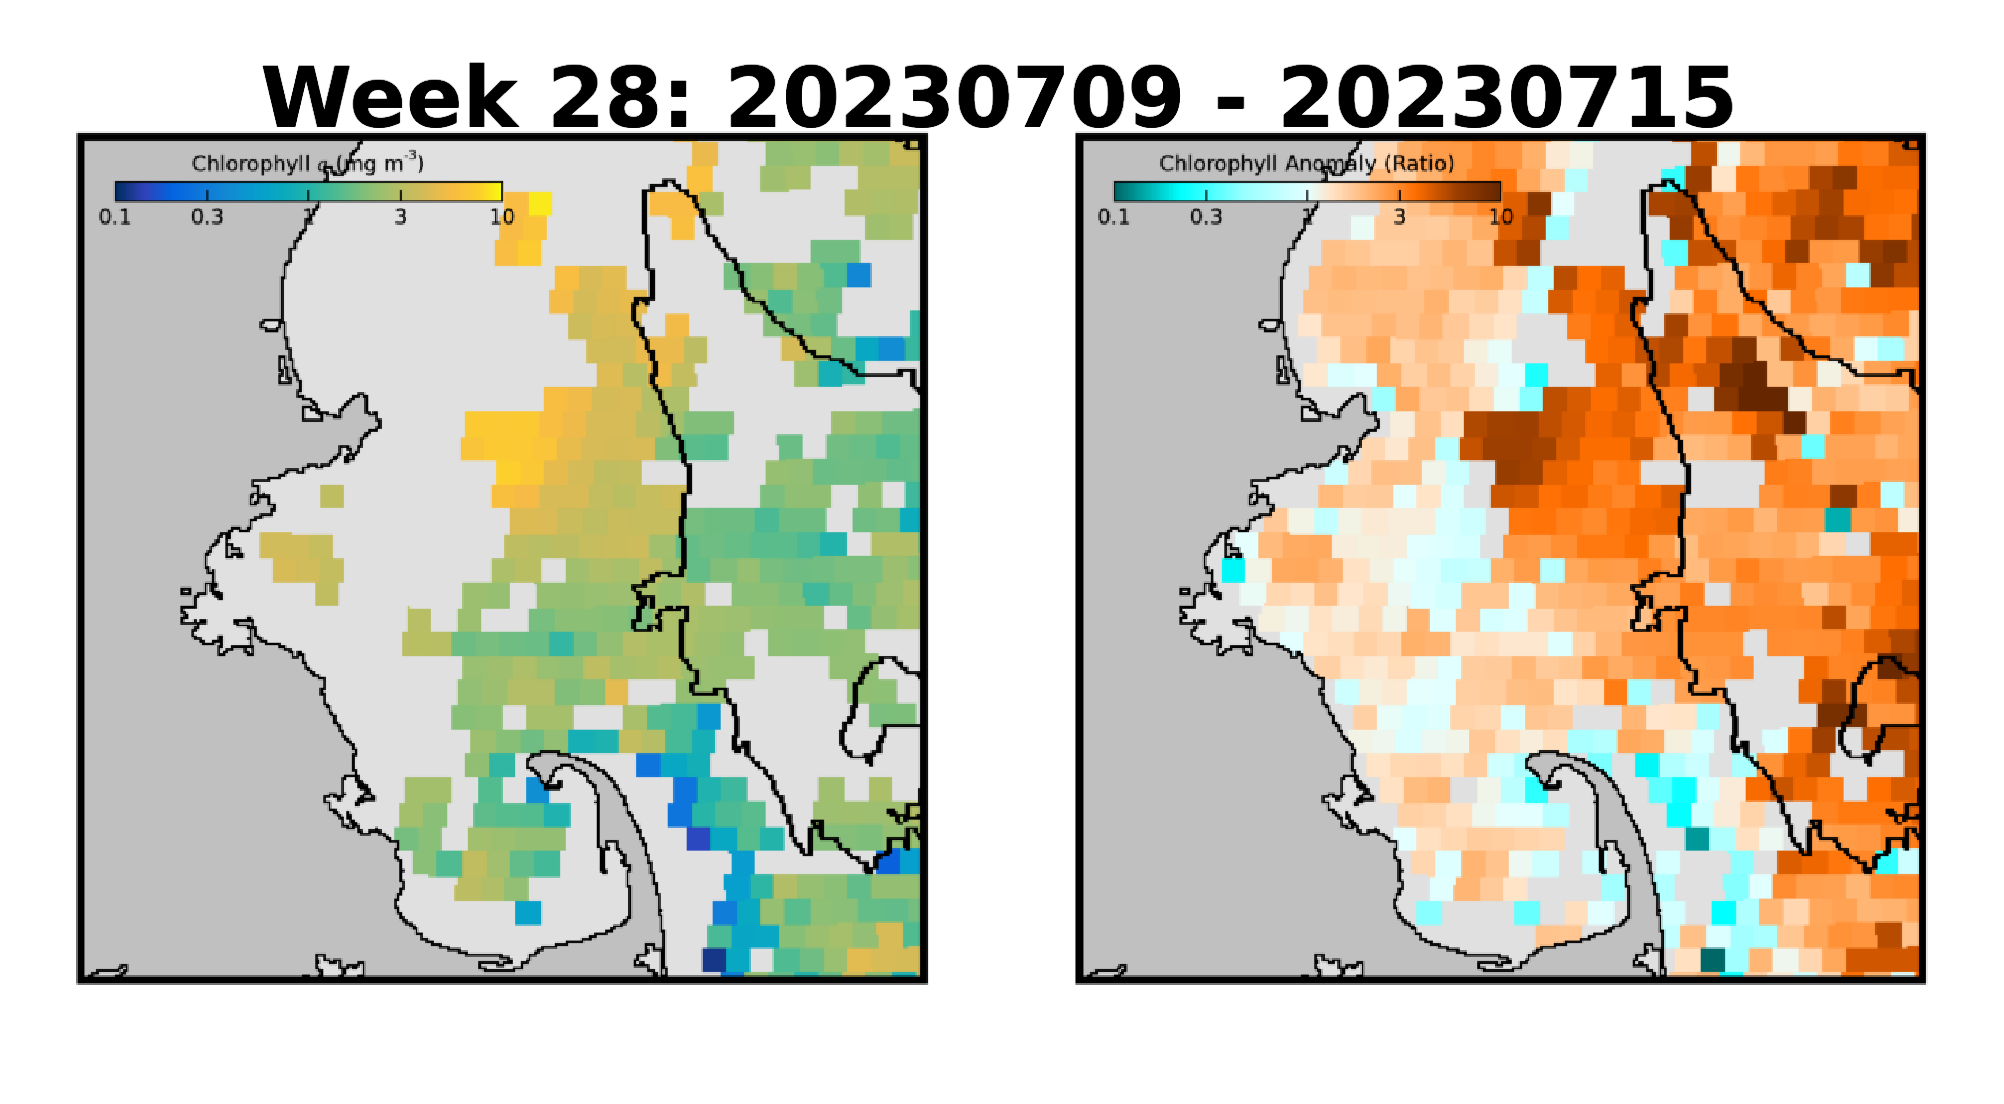 Week 28: 20230709 - 20230715
Chlorophyll a (mg m-3)
0.1 0.3 1 3 10
Chlorophyll Anomaly (Ratio)
0.1 0.3 1 3 10